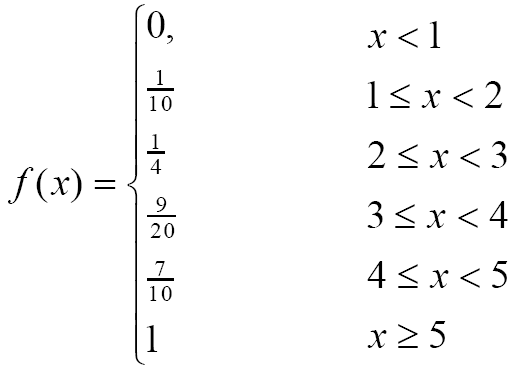 f(x) = { 0, x < 1
1/10 1 ≤ x < 2
1/4 2 ≤ x < 3
9/20 3 ≤ x < 4
7/10 4 ≤ x < 5
1 x ≥ 5